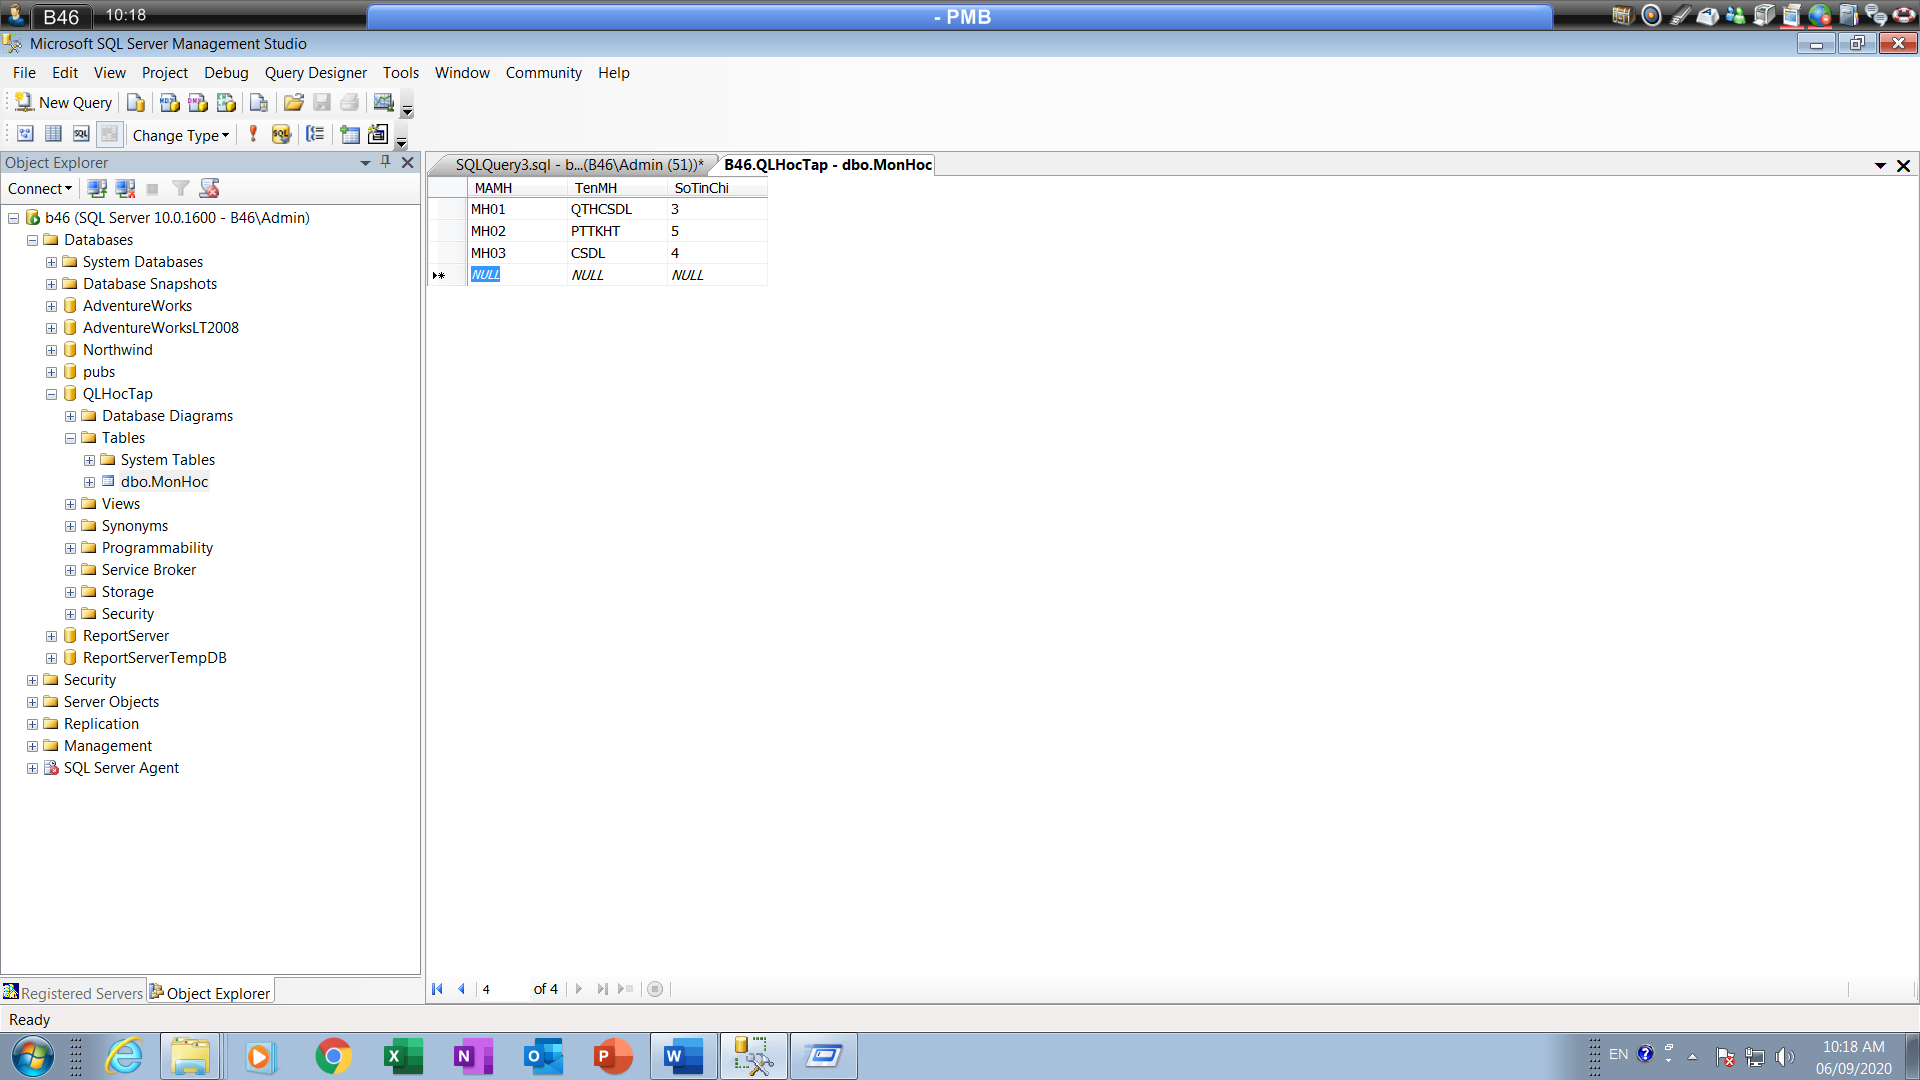 B46 10:18 - PMB
Microsoft SQL Server Management Studio
File Edit View Project Debug Query Designer Tools Window Community Help
New Query
Change Type
Object Explorer
Connect
b46 (SQL Server 10.0.1600 - B46\Admin)
Databases
System Databases
Database Snapshots
AdventureWorks
AdventureWorksLT2008
Northwind
pubs
QLHocTap
Database Diagrams
Tables
System Tables
dbo.MonHoc
Views
Synonyms
Programmability
Service Broker
Storage
Security
ReportServer
ReportServerTempDB
Security
Server Objects
Replication
Management
SQL Server Agent
Registered Servers Object Explorer
SQLQuery3.sql - b...(B46\Admin (51))* B46.QLHocTap - dbo.MonHoc
MAMH TenMH SoTinChi
MH01 QTHCSDL 3
MH02 PTTKHT 5
MH03 CSDL 4
NULL NULL NULL
4 of 4
Ready
EN
10:18 AM
06/09/2020